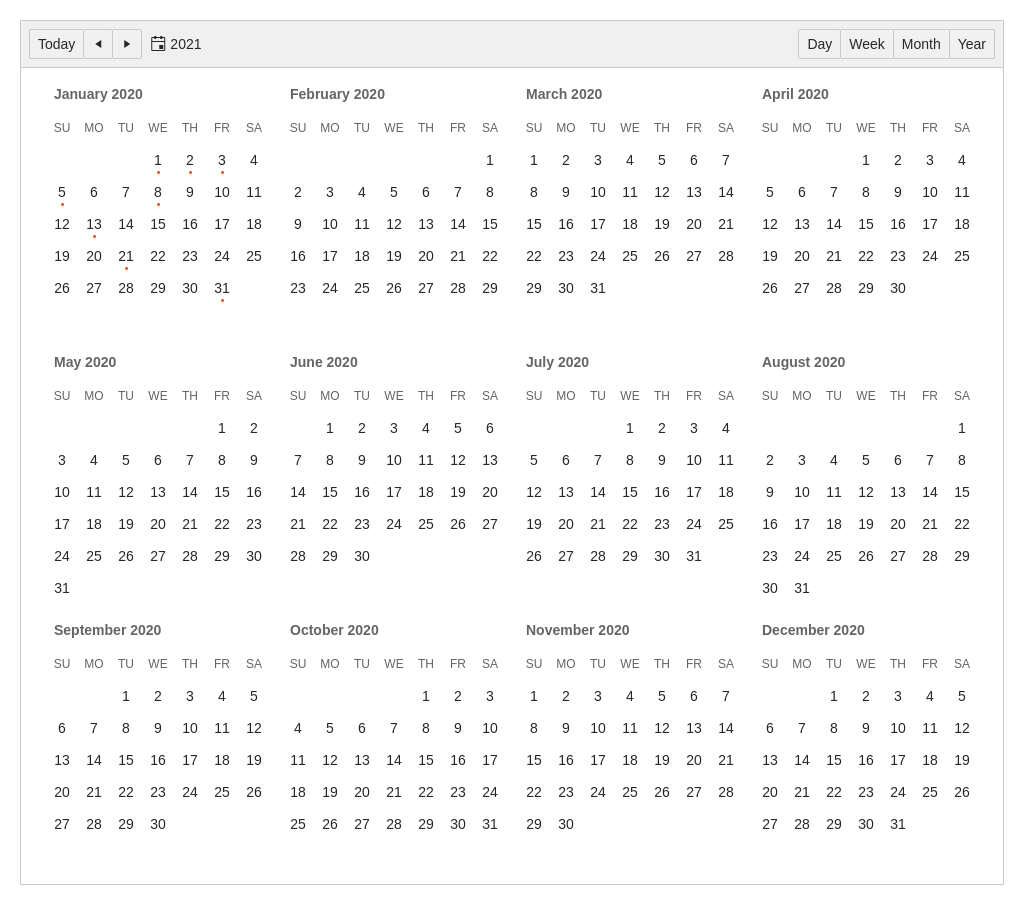 Today 2021 Day Week Month Year
January 2020 February 2020 March 2020 April 2020
SU MO TU WE TH FR SA SU MO TU WE TH FR SA SU MO TU WE TH FR SA SU MO TU WE TH FR SA
1 2 3 4 1 1 2 3 4 5 6 7 1 2 3 4
5 6 7 8 9 10 11 2 3 4 5 6 7 8 8 9 10 11 12 13 14 5 6 7 8 9 10 11
12 13 14 15 16 17 18 9 10 11 12 13 14 15 15 16 17 18 19 20 21 12 13 14 15 16 17 18
19 20 21 22 23 24 25 16 17 18 19 20 21 22 22 23 24 25 26 27 28 19 20 21 22 23 24 25
26 27 28 29 30 31 23 24 25 26 27 28 29 29 30 31 26 27 28 29 30
May 2020 June 2020 July 2020 August 2020
SU MO TU WE TH FR SA SU MO TU WE TH FR SA SU MO TU WE TH FR SA SU MO TU WE TH FR SA
1 2 1 2 3 4 5 6 1 2 3 4 1
3 4 5 6 7 8 9 7 8 9 10 11 12 13 5 6 7 8 9 10 11 2 3 4 5 6 7 8
10 11 12 13 14 15 16 14 15 16 17 18 19 20 12 13 14 15 16 17 18 9 10 11 12 13 14 15
17 18 19 20 21 22 23 21 22 23 24 25 26 27 19 20 21 22 23 24 25 16 17 18 19 20 21 22
24 25 26 27 28 29 30 28 29 30 26 27 28 29 30 31 23 24 25 26 27 28 29
31 30 31
September 2020 October 2020 November 2020 December 2020
SU MO TU WE TH FR SA SU MO TU WE TH FR SA SU MO TU WE TH FR SA SU MO TU WE TH FR SA
1 2 3 4 5 1 2 3 1 2 3 4 5 6 7 1 2 3 4 5
6 7 8 9 10 11 12 4 5 6 7 8 9 10 8 9 10 11 12 13 14 6 7 8 9 10 11 12
13 14 15 16 17 18 19 11 12 13 14 15 16 17 15 16 17 18 19 20 21 13 14 15 16 17 18 19
20 21 22 23 24 25 26 18 19 20 21 22 23 24 22 23 24 25 26 27 28 20 21 22 23 24 25 26
27 28 29 30 25 26 27 28 29 30 31 29 30 27 28 29 30 31